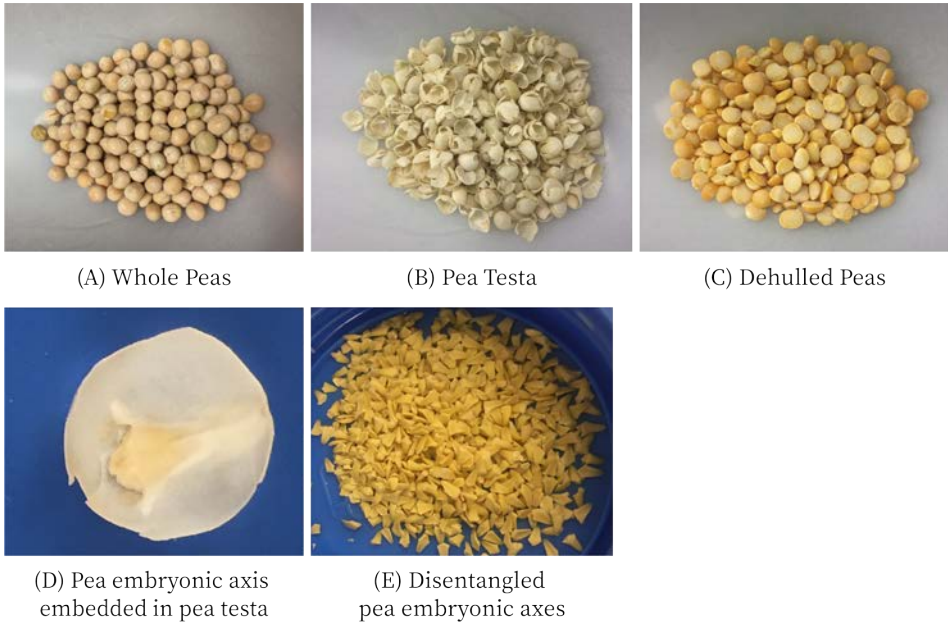 (A) Whole Peas
(B) Pea Testa
(C) Dehulled Peas
(D) Pea embryonic axis
embedded in pea testa
(E) Disentangled
pea embryonic axes